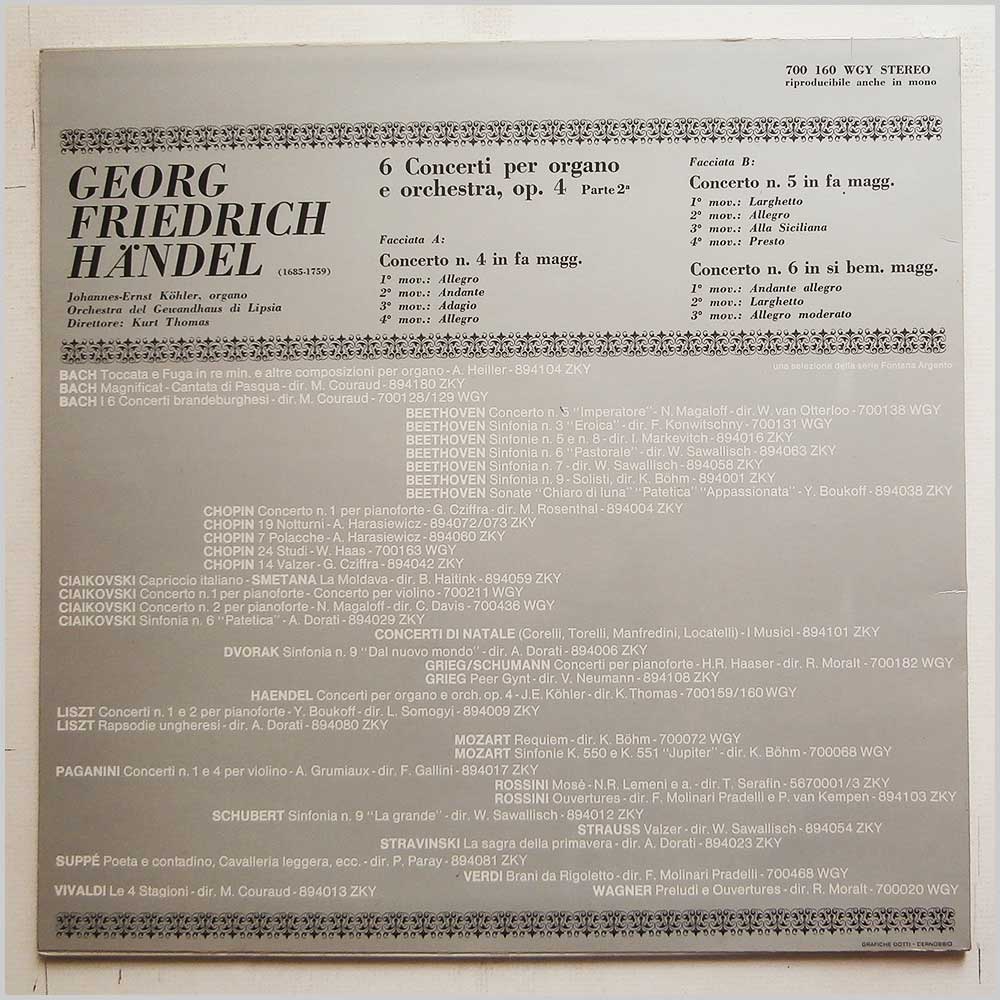 700 160 WGY STEREO
riproducibile anche in mono
GEORG
FRIEDRICH
HÄNDEL (1685-1759)
Johannes-Ernst Köhler, organo
Orchestra del Gewandhaus di Lipsia
Direttore: Kurt Thomas
6 Concerti per organo
e orchestra, op. 4 Parte 2ª
Facciata A:
Concerto n. 4 in fa magg.
1° mov.: Allegro
2° mov.: Andante
3° mov.: Adagio
4° mov.: Allegro
Facciata B:
Concerto n. 5 in fa magg.
1° mov.: Larghetto
2° mov.: Allegro
3° mov.: Alla Siciliana
4° mov.: Presto
Concerto n. 6 in si bem. magg.
1° mov.: Andante allegro
2° mov.: Larghetto
3° mov.: Allegro moderato
una selezione della serie Fontana Argento
BACH Toccata e Fuga in re min. e altre composizioni per organo - A. Heiller - 894104 ZKY
BACH Magnificat - Cantata di Pasqua - dir. M. Couraud - 894180 ZKY
BACH I 6 Concerti brandeburghesi - dir. M. Couraud - 700128/129 WGY
BEETHOVEN Concerto n. 5 "Imperatore" - N. Magaloff - dir. W. van Otterloo - 700138 WGY
BEETHOVEN Sinfonia n. 3 "Eroica" - dir. F. Konwitschny - 700131 WGY
BEETHOVEN Sinfonie n. 5 e n. 8 - dir. I. Markevitch - 894016 ZKY
BEETHOVEN Sinfonia n. 6 "Pastorale" - dir. W. Sawallisch - 894063 ZKY
BEETHOVEN Sinfonia n. 7 - dir. W. Sawallisch - 894058 ZKY
BEETHOVEN Sinfonia n. 9 - Solisti, dir. K. Böhm - 894001 ZKY
BEETHOVEN Sonate "Chiaro di luna" "Patetica" "Appassionata" - Y. Boukoff - 894038 ZKY
CHOPIN Concerto n. 1 per pianoforte - G. Cziffra - dir. M. Rosenthal - 894004 ZKY
CHOPIN 19 Notturni - A. Harasiewicz - 894072/073 ZKY
CHOPIN 7 Polacche - A. Harasiewicz - 894060 ZKY
CHOPIN 24 Studi - W. Haas - 700163 WGY
CHOPIN 14 Valzer - G. Cziffra - 894042 ZKY
CIAIKOVSKI Capriccio italiano - SMETANA La Moldava - dir. B. Haitink - 894059 ZKY
CIAIKOVSKI Concerto n. 1 per pianoforte - Concerto per violino - 700211 WGY
CIAIKOVSKI Concerto n. 2 per pianoforte - N. Magaloff - dir. C. Davis - 700436 WGY
CIAIKOVSKI Sinfonia n. 6 "Patetica" - A. Dorati - 894029 ZKY
CONCERTI DI NATALE (Corelli, Torelli, Manfredini, Locatelli) - I Musici - 894101 ZKY
DVORAK Sinfonia n. 9 "Dal nuovo mondo" - dir. A. Dorati - 894006 ZKY
GRIEG/SCHUMANN Concerti per pianoforte - H.R. Haaser - dir. R. Moralt - 700182 WGY
GRIEG Peer Gynt - dir. V. Neumann - 894108 ZKY
HAENDEL Concerti per organo e orch. op. 4 - J.E. Köhler - dir. K. Thomas - 700159/160 WGY
LISZT Concerti n. 1 e 2 per pianoforte - Y. Boukoff - dir. L. Somogyi - 894009 ZKY
LISZT Rapsodie ungheresi - dir. A. Dorati - 894080 ZKY
MOZART Requiem - dir. K. Böhm - 700072 WGY
MOZART Sinfonie K. 550 e K. 551 "Jupiter" - dir. K. Böhm - 700068 WGY
PAGANINI Concerti n. 1 e 4 per violino - A. Grumiaux - dir. F. Gallini - 894017 ZKY
ROSSINI Mosè - N.R. Lemeni e a. - dir. T. Serafin - 5670001/3 ZKY
ROSSINI Ouvertures - dir. F. Molinari Pradelli e P. van Kempen - 894103 ZKY
SCHUBERT Sinfonia n. 9 "La grande" - dir. W. Sawallisch - 894012 ZKY
STRAUSS Valzer - dir. W. Sawallisch - 894054 ZKY
STRAVINSKI La sagra della primavera - dir. A. Dorati - 894023 ZKY
SUPPÉ Poeta e contadino, Cavalleria leggera, ecc. - dir. P. Paray - 894081 ZKY
VERDI Brani da Rigoletto - dir. F. Molinari Pradelli - 700468 WGY
VIVALDI Le 4 Stagioni - dir. M. Couraud - 894013 ZKY
WAGNER Preludi e Ouvertures - dir. R. Moralt - 700020 WGY
GRAFICHE DOTTI - CERNOBBIO